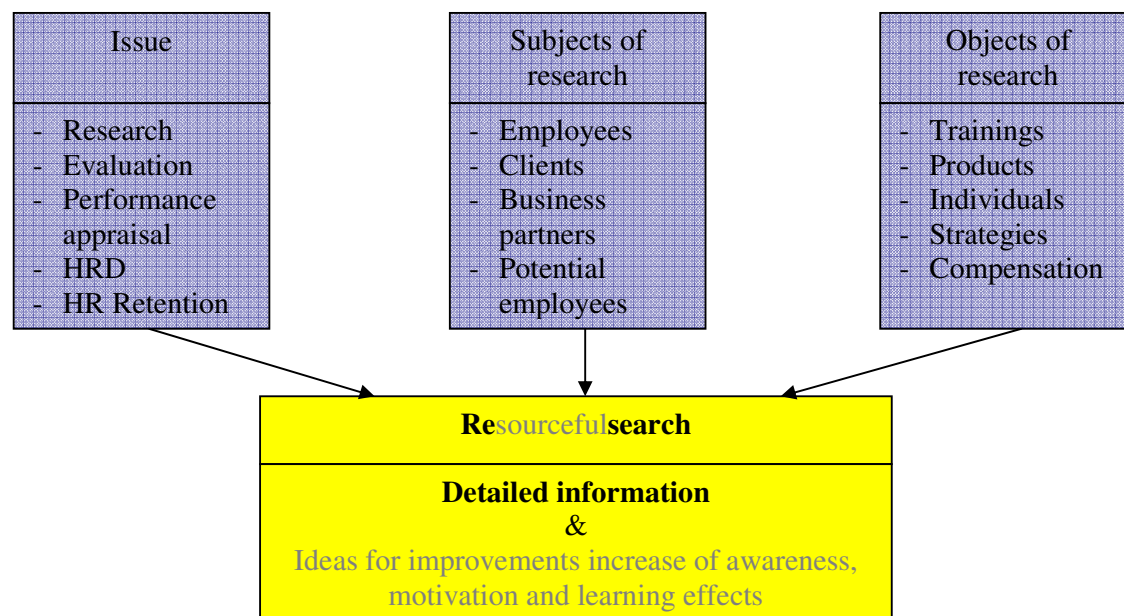 Issue
- Research
- Evaluation
- Performance
appraisal
- HRD
- HR Retention
Subjects of
research
- Employees
- Clients
- Business
partners
- Potential
employees
Objects of
research
- Trainings
- Products
- Individuals
- Strategies
- Compensation
Resourcefulsearch
Detailed information
&
Ideas for improvements increase of awareness,
motivation and learning effects